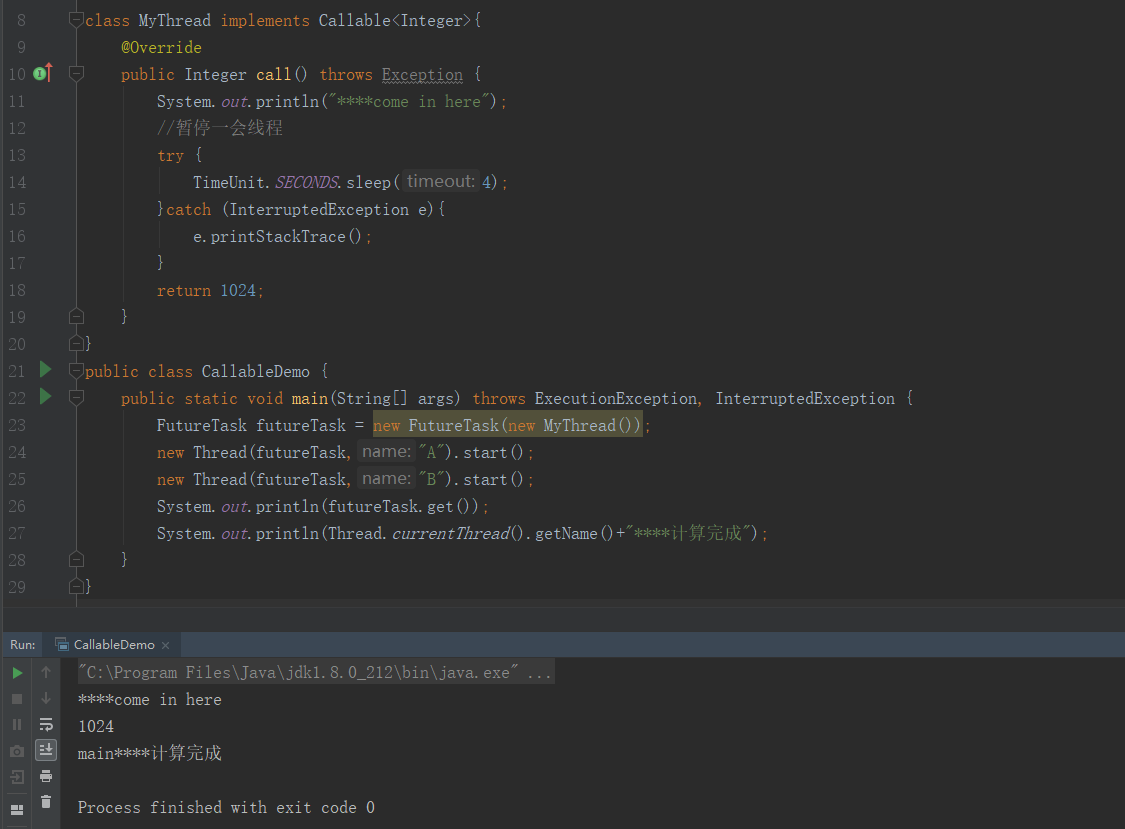 8 class MyThread implements Callable<Integer>{
9 @Override
10 public Integer call() throws Exception {
11 System.out.println("****come in here");
12 //暂停一会线程
13 try {
14 TimeUnit.SECONDS.sleep( timeout: 4);
15 }catch (InterruptedException e){
16 e.printStackTrace();
17 }
18 return 1024;
19 }
20 }
21 public class CallableDemo {
22 public static void main(String[] args) throws ExecutionException, InterruptedException {
23 FutureTask futureTask = new FutureTask(new MyThread());
24 new Thread(futureTask, name: "A").start();
25 new Thread(futureTask, name: "B").start();
26 System.out.println(futureTask.get());
27 System.out.println(Thread.currentThread().getName()+"****计算完成");
28 }
29 }
Run: CallableDemo ×
"C:\Program Files\Java\jdk1.8.0_212\bin\java.exe" ...
****come in here
1024
main****计算完成
Process finished with exit code 0